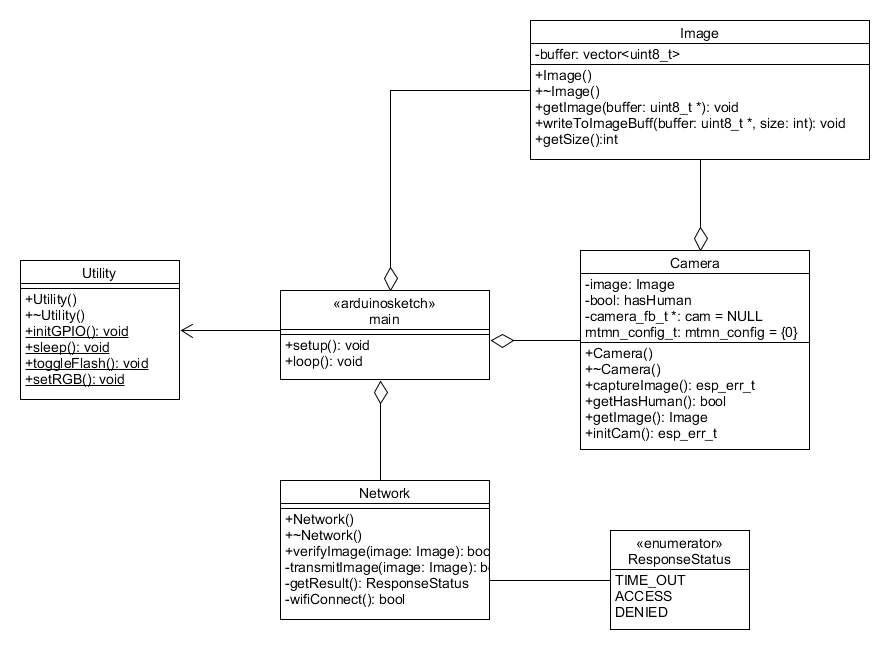 Image
-buffer: vector<uint8_t>
+Image()
+~Image()
+getImage(buffer: uint8_t *): void
+writeToImageBuff(buffer: uint8_t *, size: int): void
+getSize():int
Utility
+Utility()
+~Utility()
+initGPIO(): void
+sleep(): void
+toggleFlash(): void
+setRGB(): void
«arduinosketch»
main
+setup(): void
+loop(): void
Camera
-image: Image
-bool: hasHuman
-camera_fb_t *: cam = NULL
mtmn_config_t: mtmn_config = {0}
+Camera()
+~Camera()
+captureImage(): esp_err_t
+getHasHuman(): bool
+getImage(): Image
+initCam(): esp_err_t
Network
+Network()
+~Network()
+verifyImage(image: Image):
-transmitImage(image: Image):
-getResult(): ResponseStatus
-wifiConnect(): bool
«enumerator»
ResponseStatus
TIME_OUT
ACCESS
DENIED